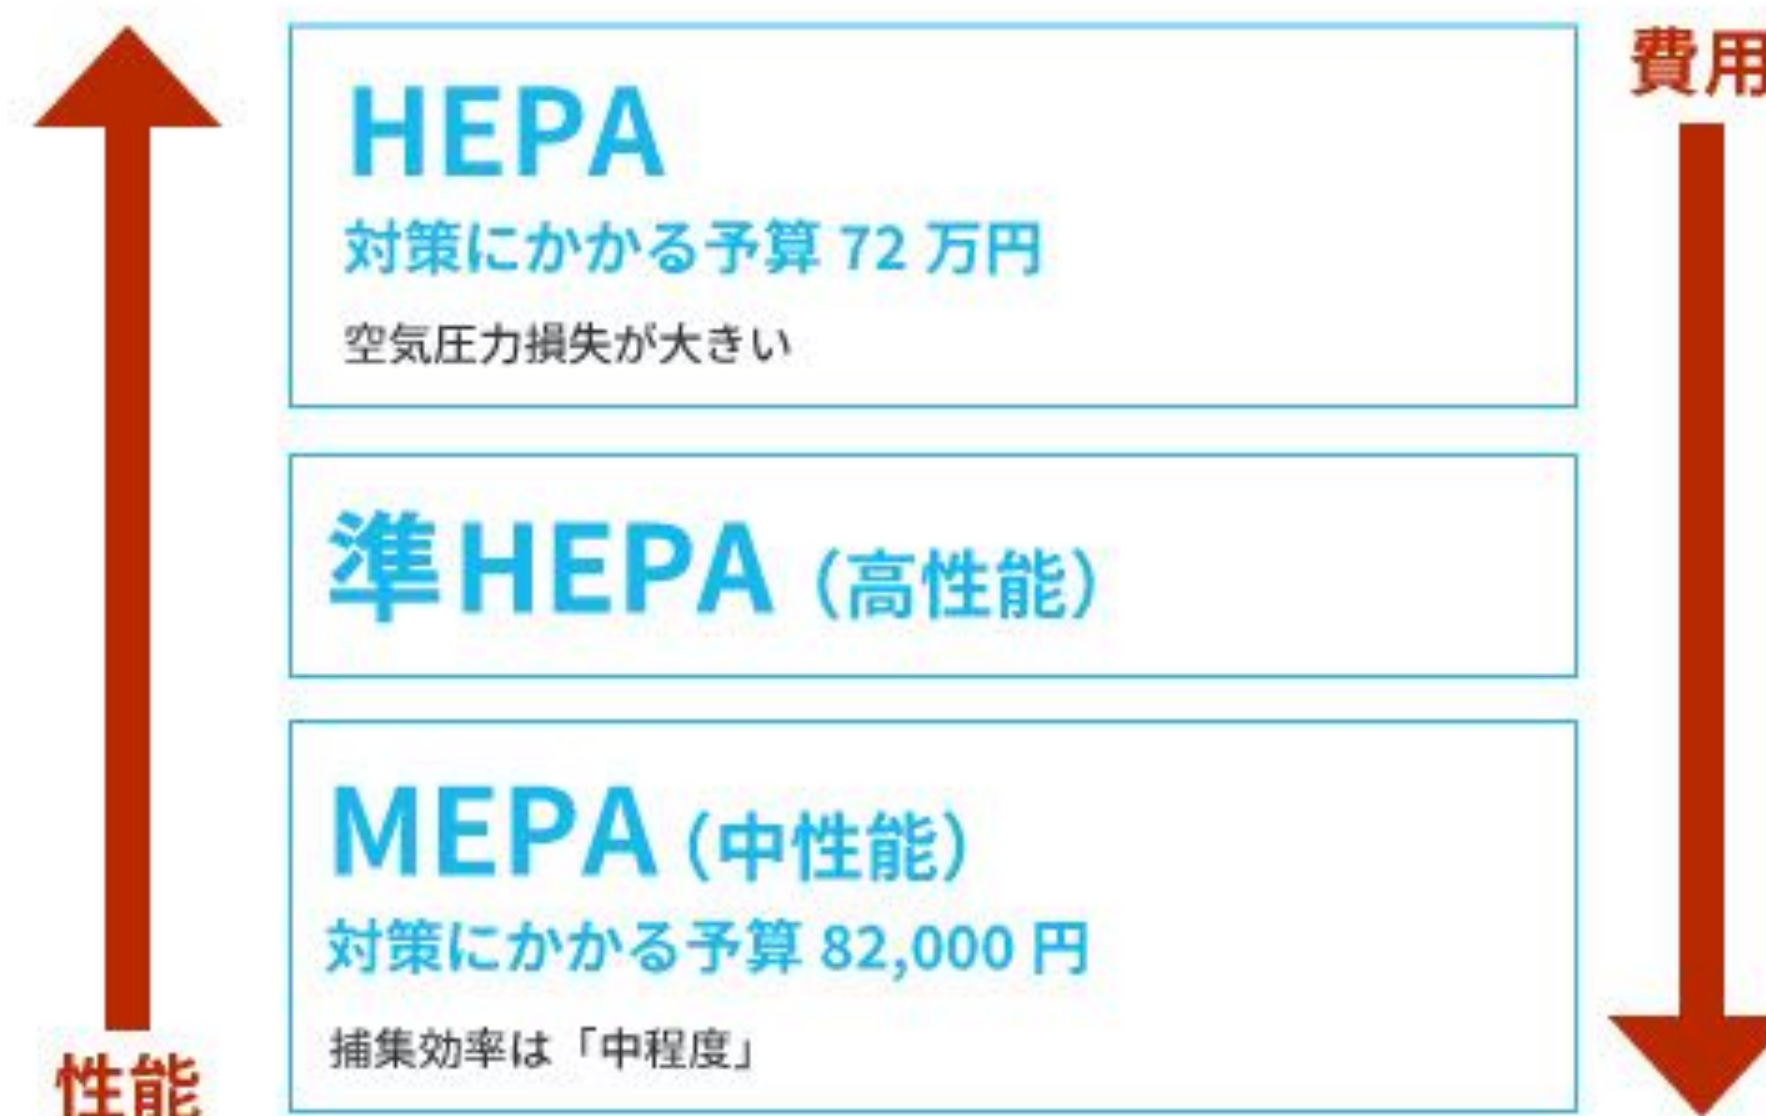 費用
HEPA
対策にかかる予算 72 万円
空気圧力損失が大きい
準HEPA（高性能）
MEPA（中性能）
対策にかかる予算 82,000 円
捕集効率は「中程度」
性能